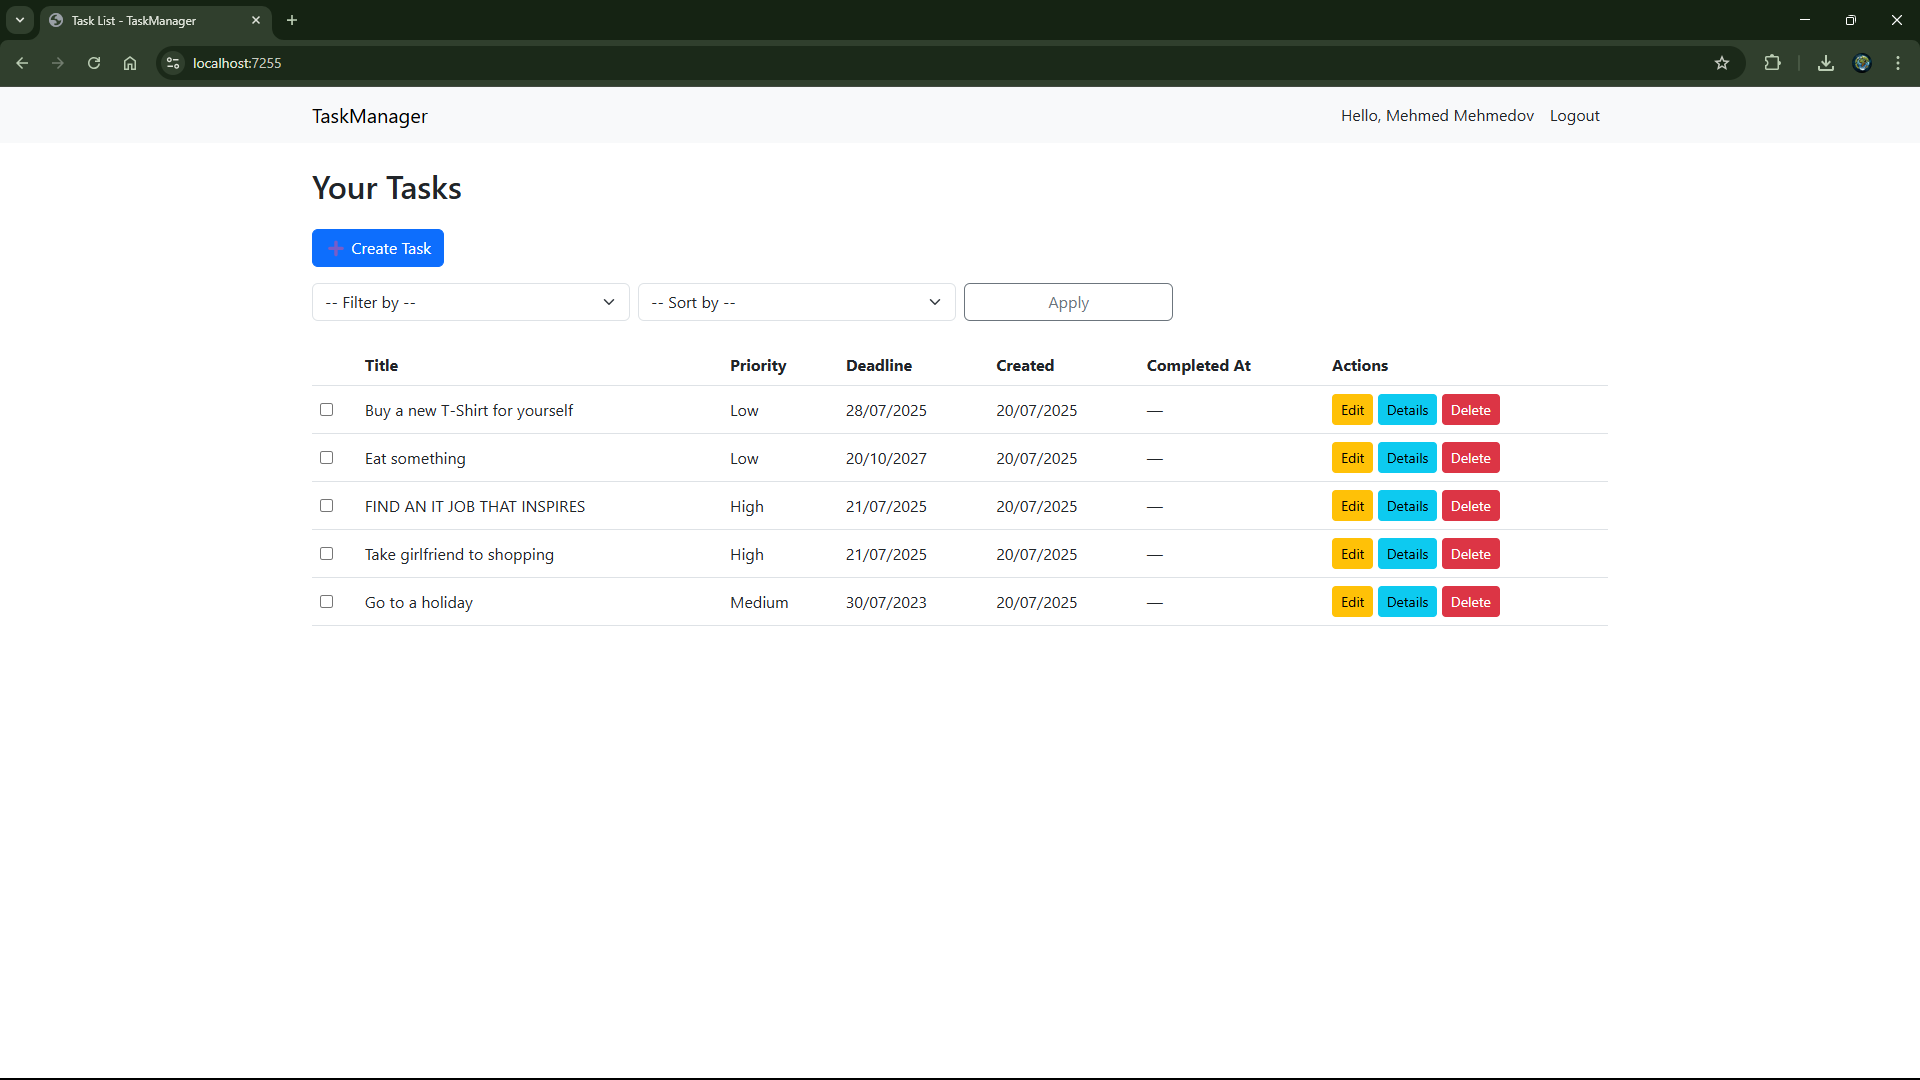 Task List - TaskManager
localhost:7255
TaskManager Hello, Mehmed Mehmedov Logout
Your Tasks
Create Task
-- Filter by -- -- Sort by -- Apply
Title Priority Deadline Created Completed At Actions
Buy a new T-Shirt for yourself Low 28/07/2025 20/07/2025 — Edit Details Delete
Eat something Low 20/10/2027 20/07/2025 — Edit Details Delete
FIND AN IT JOB THAT INSPIRES High 21/07/2025 20/07/2025 — Edit Details Delete
Take girlfriend to shopping High 21/07/2025 20/07/2025 — Edit Details Delete
Go to a holiday Medium 30/07/2023 20/07/2025 — Edit Details Delete